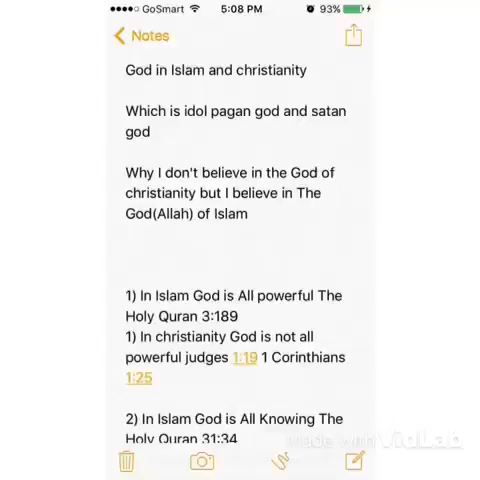 GoSmart 5:08 PM 93%
Notes
God in Islam and christianity
Which is idol pagan god and satan
god
Why I don't believe in the God of
christianity but I believe in The
God(Allah) of Islam
1) In Islam God is All powerful The
Holy Quran 3:189
1) In christianity God is not all
powerful judges 1:19 1 Corinthians
1:25
2) In Islam God is All Knowing The
Holy Quran 31:34
made with VidLab